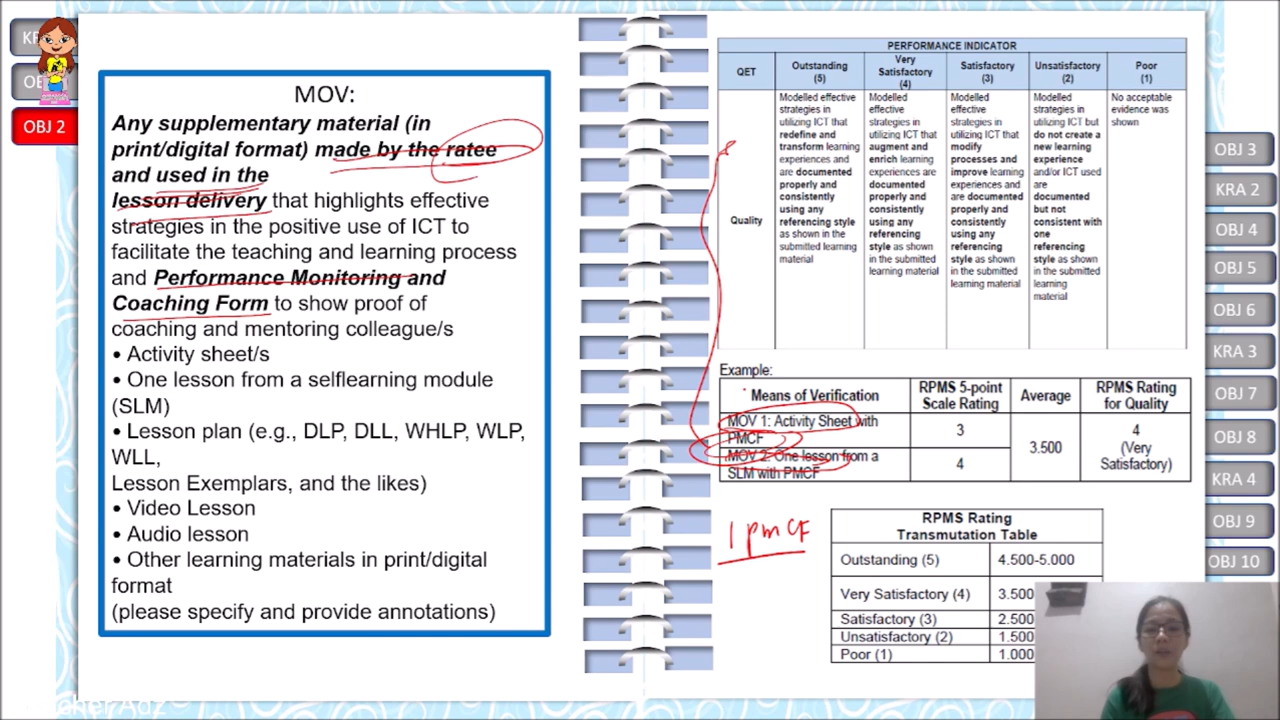 KR
OB
OBJ 2
MOV:
Any supplementary material (in
print/digital format) made by the ratee
and used in the
lesson delivery that highlights effective
strategies in the positive use of ICT to
facilitate the teaching and learning process
and Performance Monitoring and
Coaching Form to show proof of
coaching and mentoring colleague/s
• Activity sheet/s
• One lesson from a selflearning module
(SLM)
• Lesson plan (e.g., DLP, DLL, WHLP, WLP,
WLL,
Lesson Exemplars, and the likes)
• Video Lesson
• Audio lesson
• Other learning materials in print/digital
format
(please specify and provide annotations)
PERFORMANCE INDICATOR
QET
Outstanding
(5)
Very
Satisfactory
(4)
Satisfactory
(3)
Unsatisfactory
(2)
Poor
(1)
Quality
Modelled effective
strategies in
utilizing ICT that
redefine and
transform learning
experiences and
are documented
properly and
consistently
using any
referencing style
as shown in the
submitted learning
material
Modelled
effective
strategies in
utilizing ICT that
augment and
enrich learning
experiences are
documented
properly and
consistently
using any
referencing
style as shown
in the submitted
learning material
Modelled
effective
strategies in
utilizing ICT that
modify
processes and
improve learning
experiences and
are documented
properly and
consistently
using any
referencing
style as shown
in the submitted
learning material
Modelled
strategies in
utilizing ICT but
do not create a
new learning
experience
and/or ICT used
are
documented
but not
consistent with
one
referencing
style as shown
in the submitted
learning
material
No acceptable
evidence was
shown
Example:
Means of Verification
RPMS 5-point
Scale Rating
Average
RPMS Rating
for Quality
MOV 1: Activity Sheet with
PMCF
3
MOV 2: One lesson from a
SLM with PMCF
4
3.500
4
(Very
Satisfactory)
1 PMCF
RPMS Rating
Transmutation Table
Outstanding (5) 4.500-5.000
Very Satisfactory (4) 3.500
Satisfactory (3) 2.500
Unsatisfactory (2) 1.500
Poor (1) 1.000
OBJ 3
KRA 2
OBJ 4
OBJ 5
OBJ 6
KRA 3
OBJ 7
OBJ 8
KRA 4
OBJ 9
OBJ 10